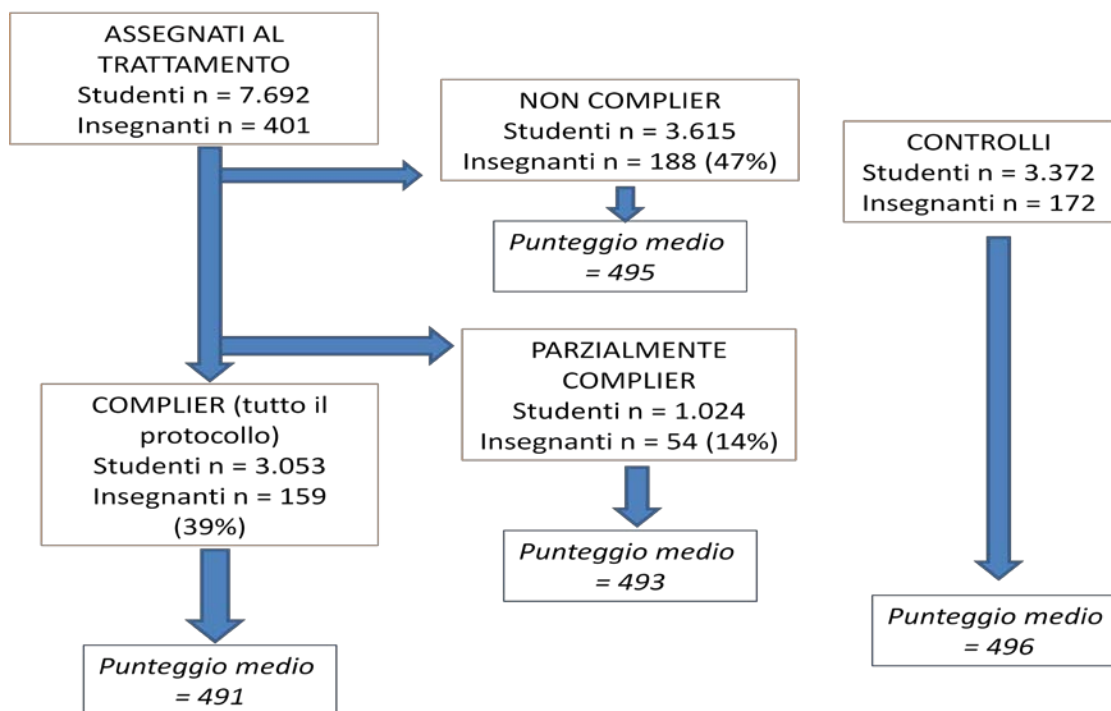 ASSEGNATI AL
TRATTAMENTO
Studenti n = 7.692
Insegnanti n = 401
NON COMPLIER
Studenti n = 3.615
Insegnanti n = 188 (47%)
Punteggio medio
= 495
CONTROLLI
Studenti n = 3.372
Insegnanti n = 172
PARZIALMENTE
COMPLIER
Studenti n = 1.024
Insegnanti n = 54 (14%)
Punteggio medio
= 493
COMPLIER (tutto il
protocollo)
Studenti n = 3.053
Insegnanti n = 159
(39%)
Punteggio medio
= 491
Punteggio medio
= 496